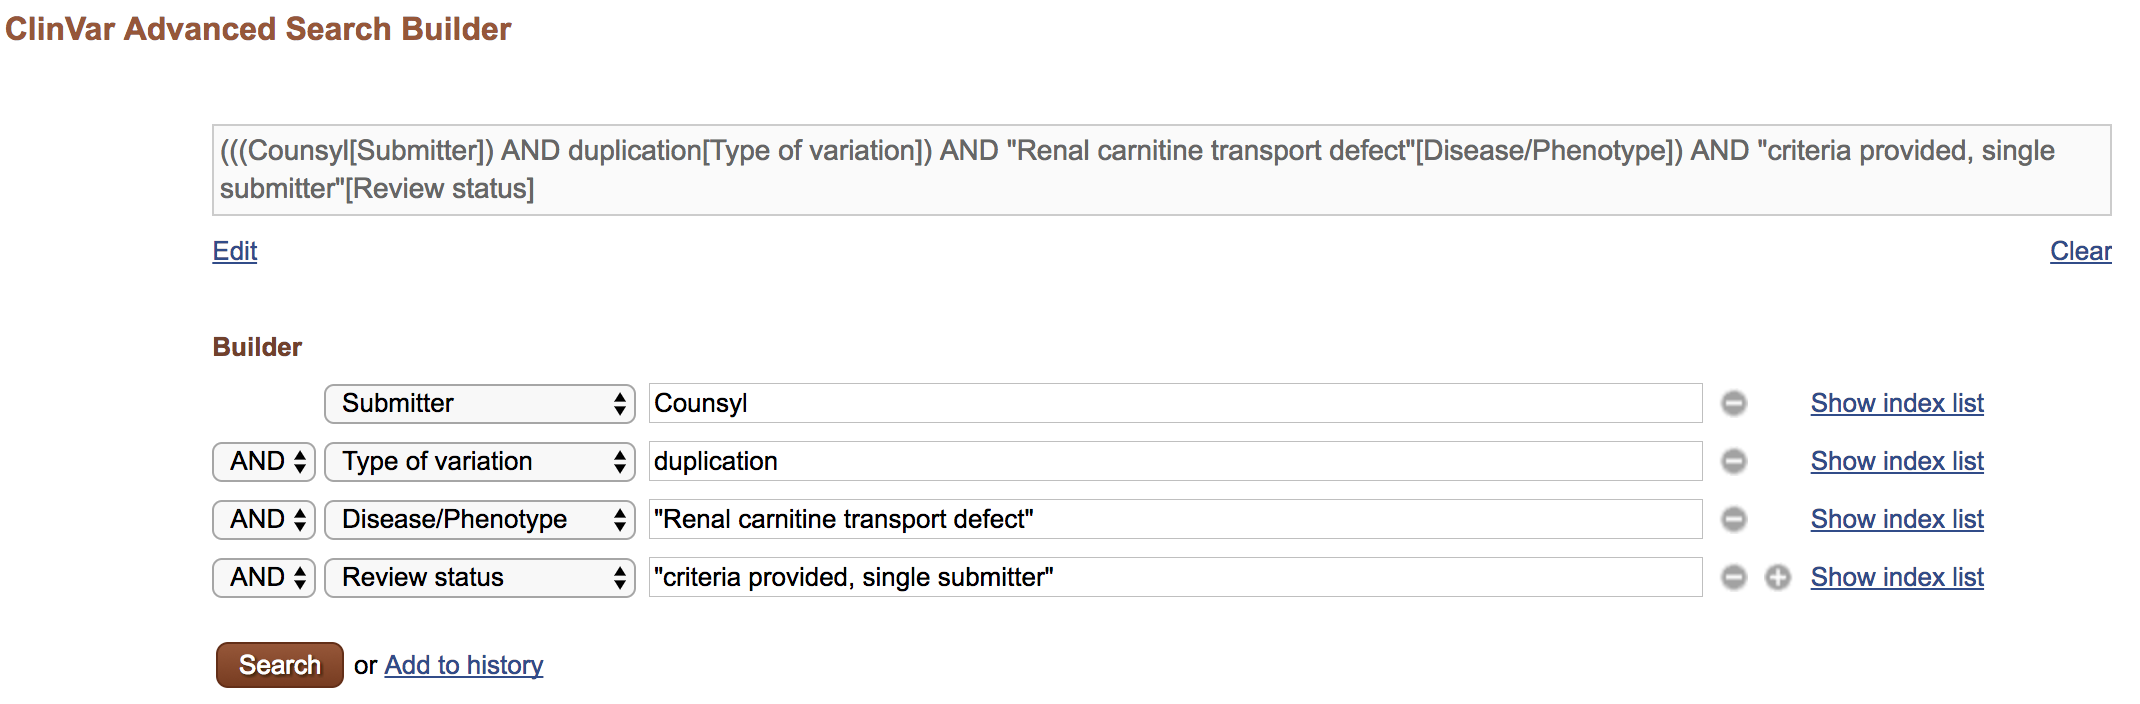 ClinVar Advanced Search Builder
(((Counsyl[Submitter]) AND duplication[Type of variation]) AND "Renal carnitine transport defect"[Disease/Phenotype]) AND "criteria provided, single
submitter"[Review status]
Edit Clear
Builder
Submitter Counsyl Show index list
AND Type of variation duplication Show index list
AND Disease/Phenotype "Renal carnitine transport defect" Show index list
AND Review status "criteria provided, single submitter" Show index list
Search or Add to history